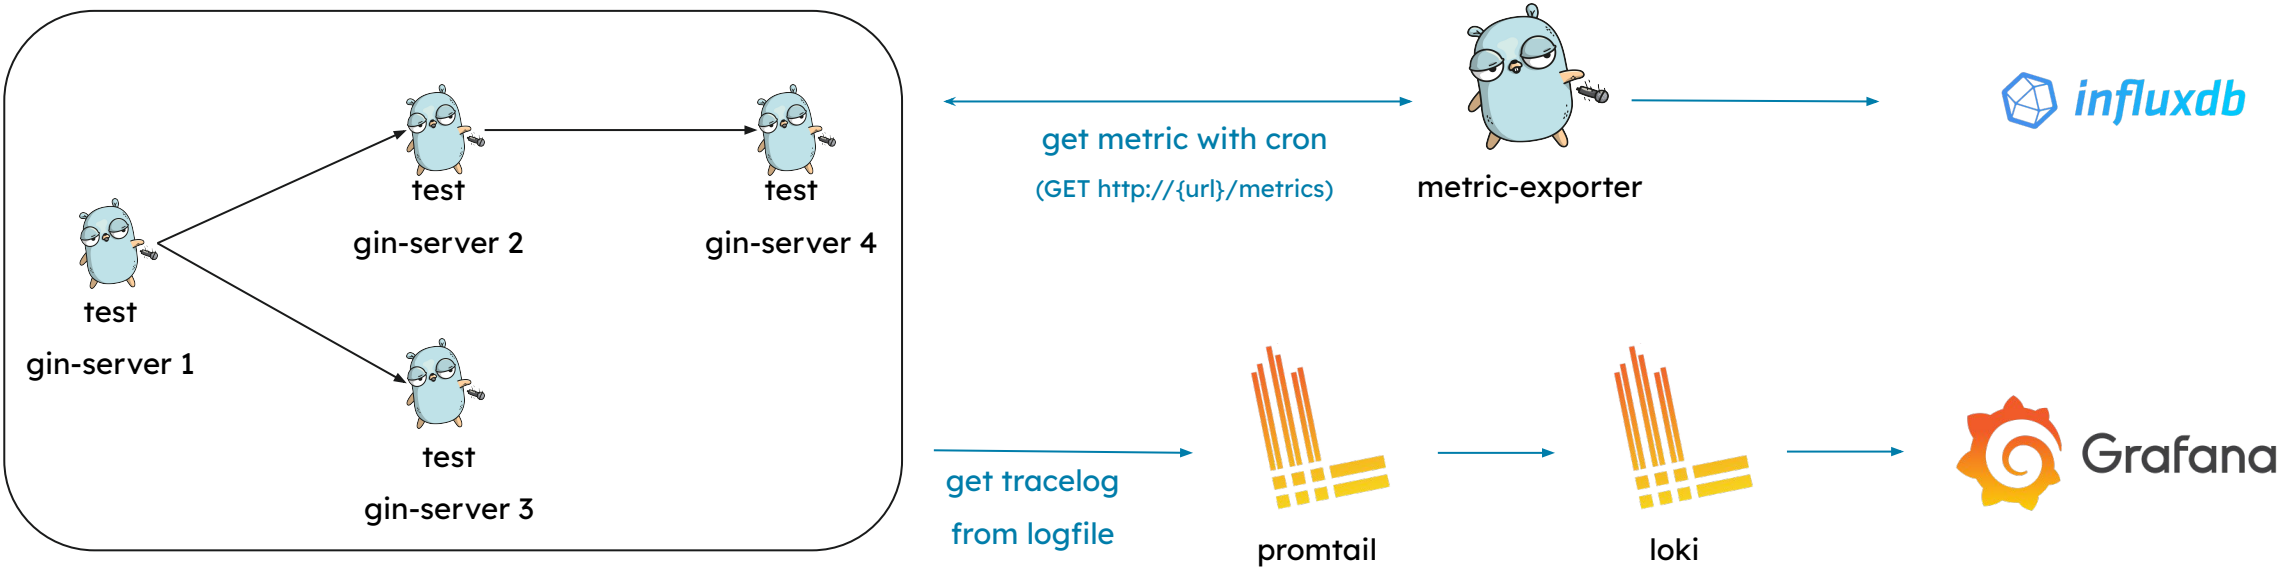 test
gin-server 1
test
gin-server 2
test
gin-server 4
test
gin-server 3
get metric with cron
(GET http://{url}/metrics)
metric-exporter
influxdb
get tracelog
from logfile
promtail
loki
Grafana